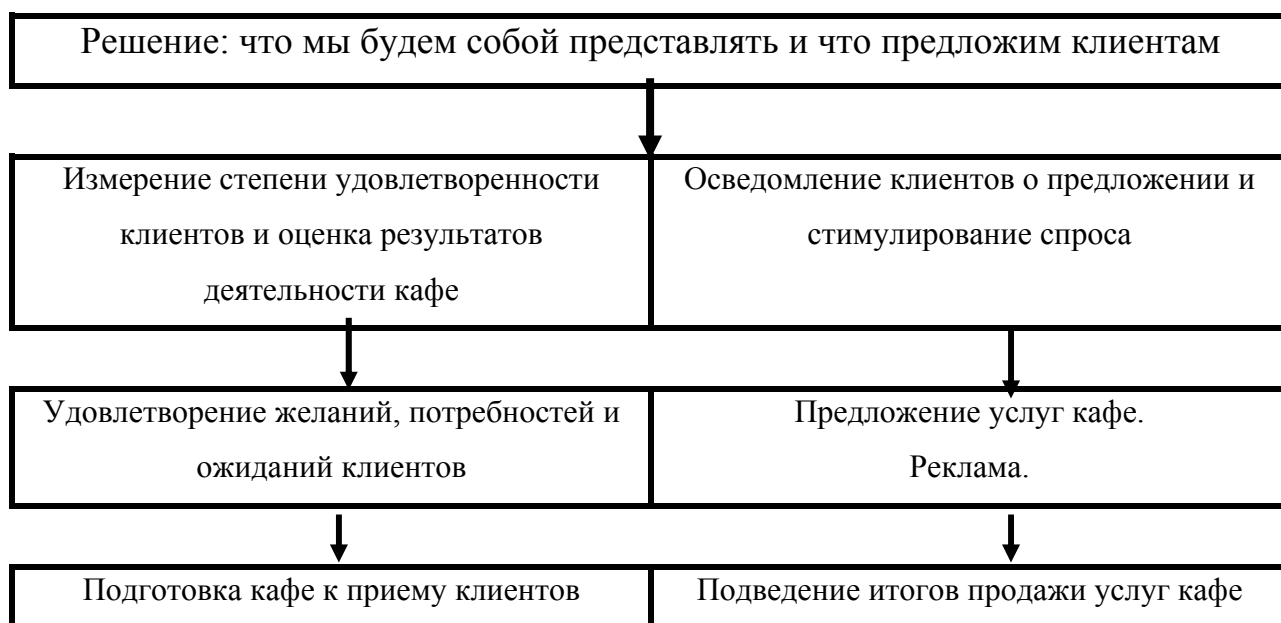 Решение: что мы будем собой представлять и что предложим клиентам
Измерение степени удовлетворенности
клиентов и оценка результатов
деятельности кафе
Осведомление клиентов о предложении и
стимулирование спроса
Удовлетворение желаний, потребностей и
ожиданий клиентов
Предложение услуг кафе.
Реклама.
Подготовка кафе к приему клиентов
Подведение итогов продажи услуг кафе